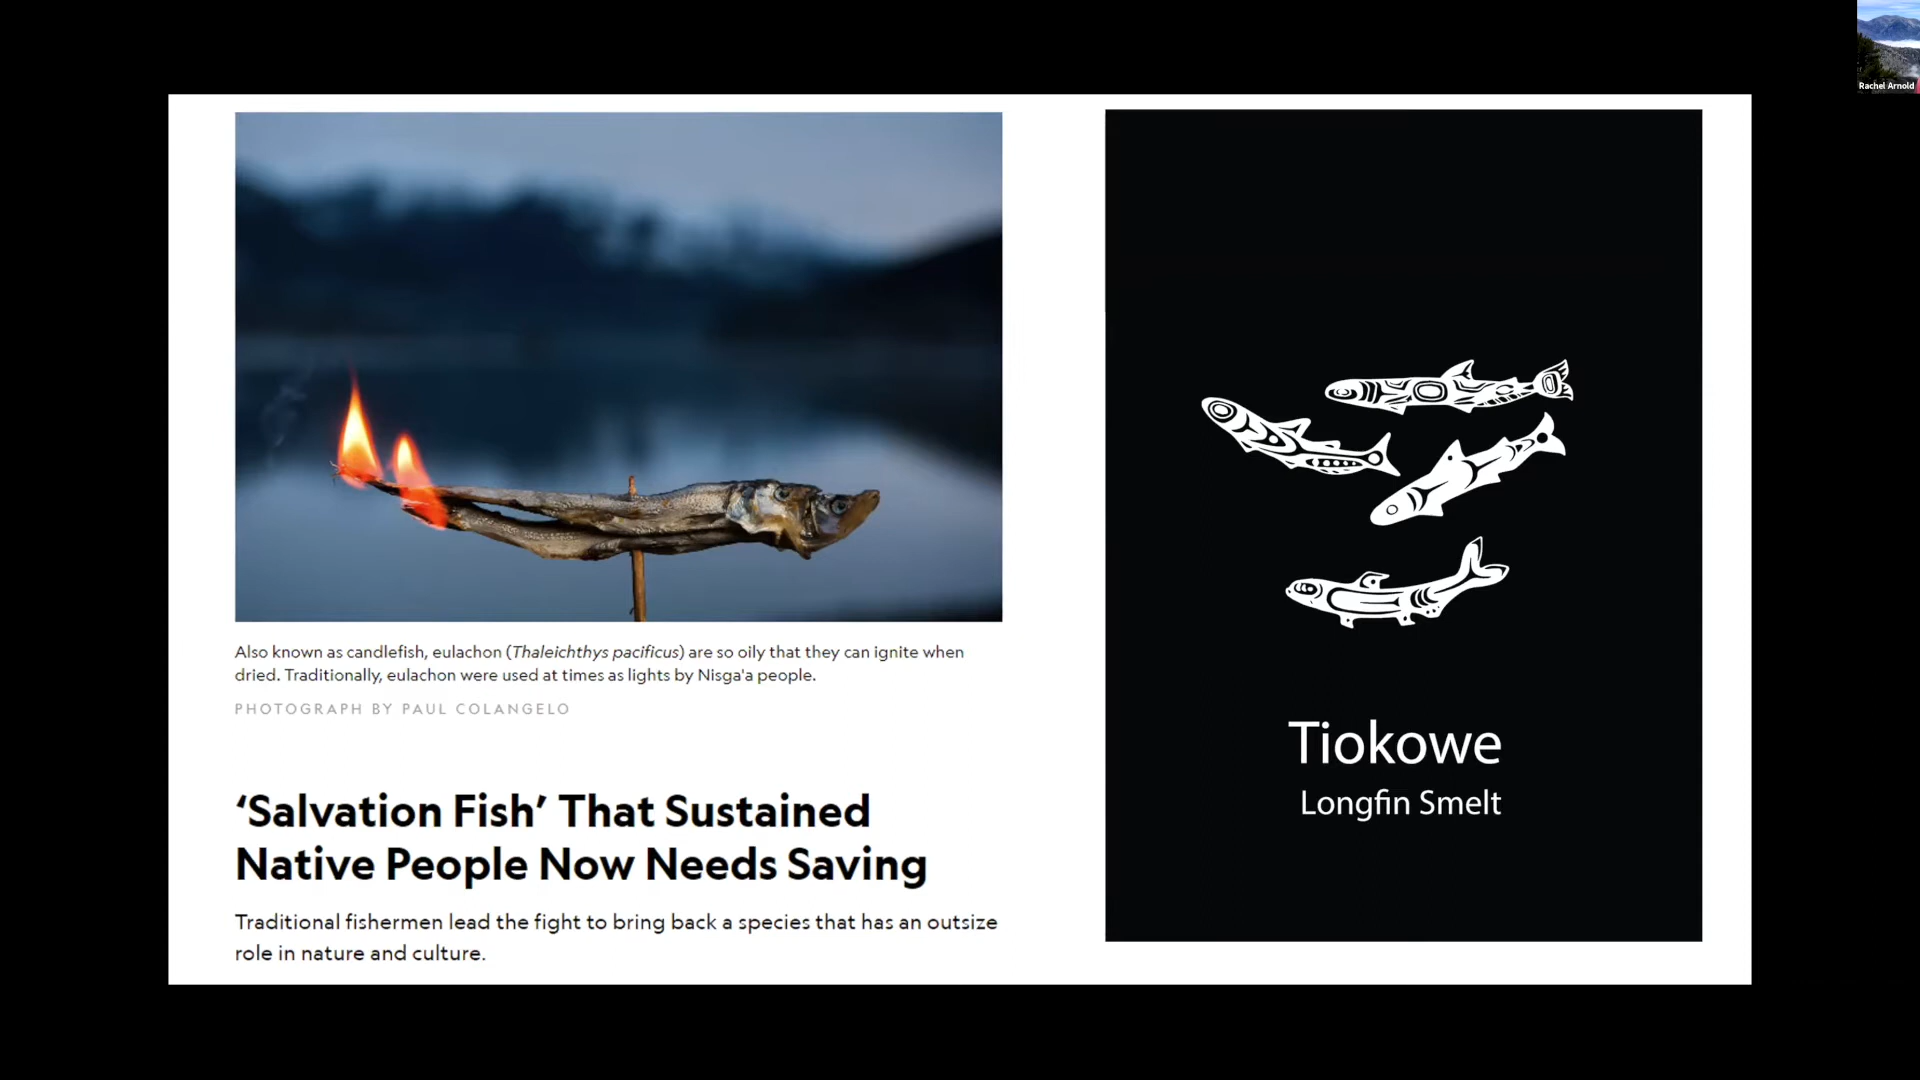 Rachel Arnold
Also known as candlefish, eulachon (Thaleichthys pacificus) are so oily that they can ignite when
dried. Traditionally, eulachon were used at times as lights by Nisga'a people.
PHOTOGRAPH BY PAUL COLANGELO
‘Salvation Fish’ That Sustained
Native People Now Needs Saving
Traditional fishermen lead the fight to bring back a species that has an outsize
role in nature and culture.
Tiokowe
Longfin Smelt